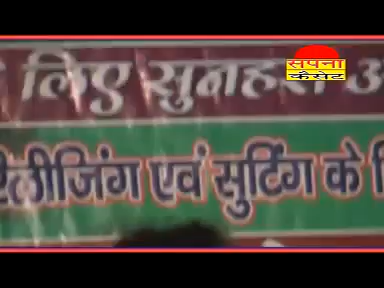 सपना
कैसेट
लिए सुनहरा
रिलीजिंग एवं सुटिंग के